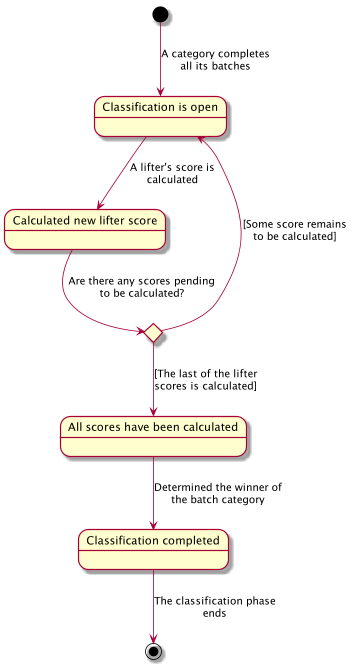 A category completes
all its batches
Classification is open
A lifter's score is
calculated
Calculated new lifter score
[Some score remains
to be calculated]
Are there any scores pending
to be calculated?
[The last of the lifter
scores is calculated]
All scores have been calculated
Determined the winner of
the batch category
Classification completed
The classification phase
ends